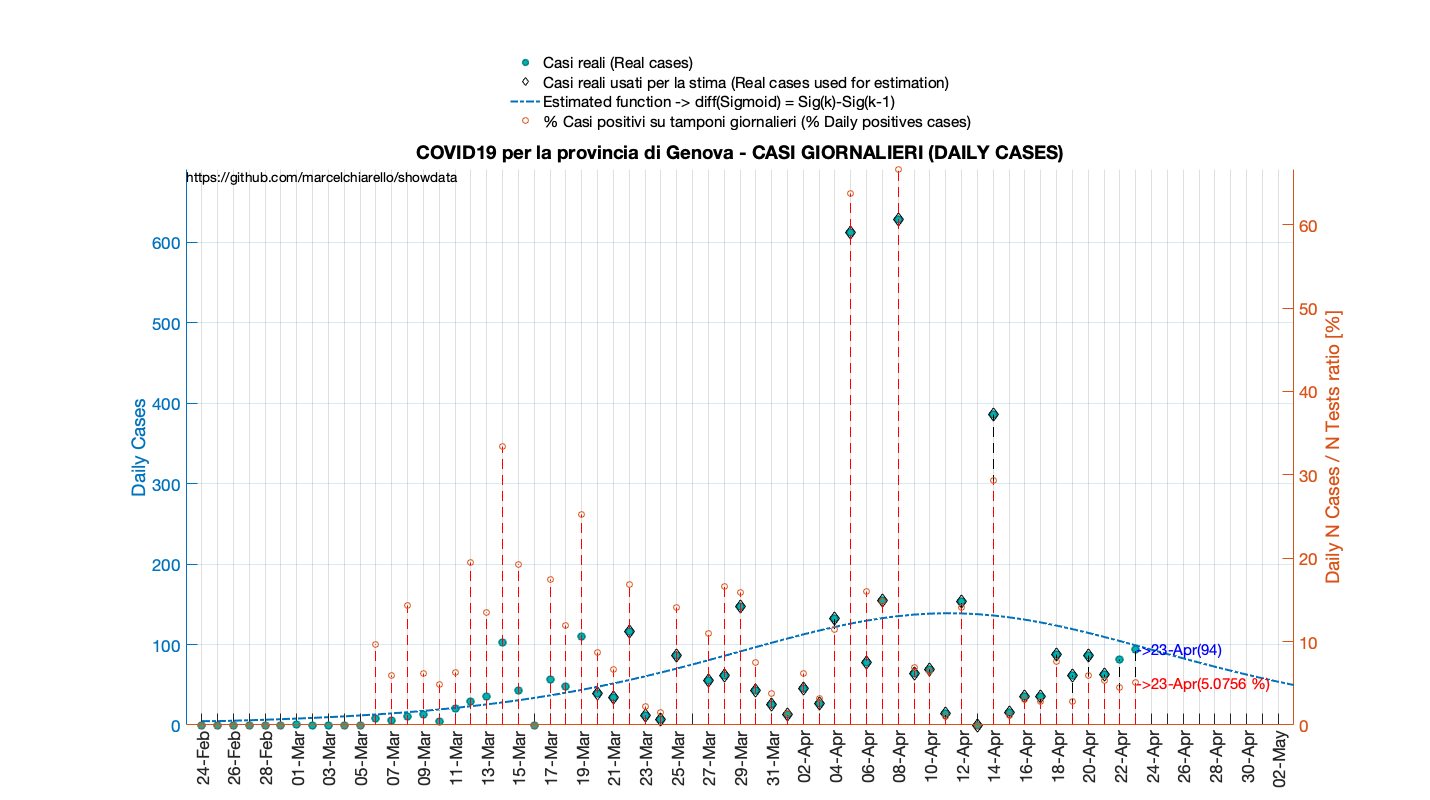 Casi reali (Real cases)
Casi reali usati per la stima (Real cases used for estimation)
Estimated function -> diff(Sigmoid) = Sig(k)-Sig(k-1)
% Casi positivi su tamponi giornalieri (% Daily positives cases)
COVID19 per la provincia di Genova - CASI GIORNALIERI (DAILY CASES)
https://github.com/marcelchiarello/showdata
Daily Cases
600
500
400
300
200
100
0
60
50
40
30
20
10
0
Daily N Cases / N Tests ratio [%]
->23-Apr(94)
->23-Apr(5.0756 %)
24-Feb
26-Feb
28-Feb
01-Mar
03-Mar
05-Mar
07-Mar
09-Mar
11-Mar
13-Mar
15-Mar
17-Mar
19-Mar
21-Mar
23-Mar
25-Mar
27-Mar
29-Mar
31-Mar
02-Apr
04-Apr
06-Apr
08-Apr
10-Apr
12-Apr
14-Apr
16-Apr
18-Apr
20-Apr
22-Apr
24-Apr
26-Apr
28-Apr
30-Apr
02-May